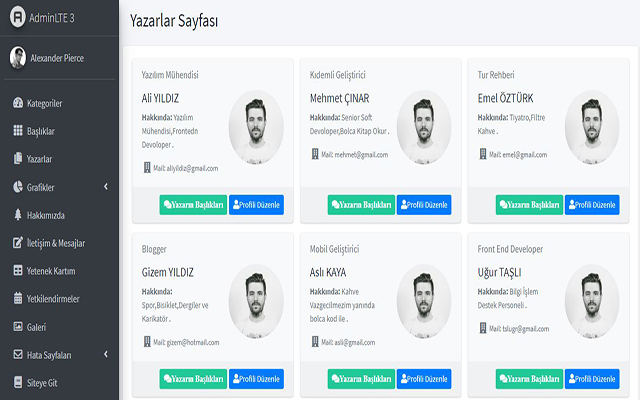 AdminLTE 3
Alexander Pierce
Kategoriler
Başlıklar
Yazarlar
Grafikler
Hakkımızda
İletişim & Mesajlar
Yetenek Kartım
Yetkilendirmeler
Galeri
Hata Sayfaları
Siteye Git
Yazarlar Sayfası
Yazılım Mühendisi
Ali YILDIZ
Hakkında: Yazılım
Mühendisi,Frontedn
Devoloper .
Mail: aliyildiz@gmail.com
Yazarın Başlıkları
Profili Düzenle
Kıdemli Geliştirici
Mehmet ÇINAR
Hakkında: Senior Soft
Devoloper,Bolca Kitap Okur .
Mail: mehmet@gmail.com
Yazarın Başlıkları
Profili Düzenle
Tur Rehberi
Emel ÖZTÜRK
Hakkında: Tiyatro,Filtre
Kahve .
Mail: emel@gmail.com
Yazarın Başlıkları
Profili Düzenle
Blogger
Gizem YILDIZ
Hakkında:
Spor,Bisiklet,Dergiler ve
Karikatör .
Mail: gizem@hotmail.com
Yazarın Başlıkları
Profili Düzenle
Mobil Geliştirici
Aslı KAYA
Hakkında: Kahve
Vazgecilmezim yanında
bolca kod ile .
Mail: asli@gmail.com
Yazarın Başlıkları
Profili Düzenle
Front End Developer
Uğur TAŞLI
Hakkında: Bilgi İşlem
Destek Personeli .
Mail: tslugr@gmail.com
Yazarın Başlıkları
Profili Düzenle